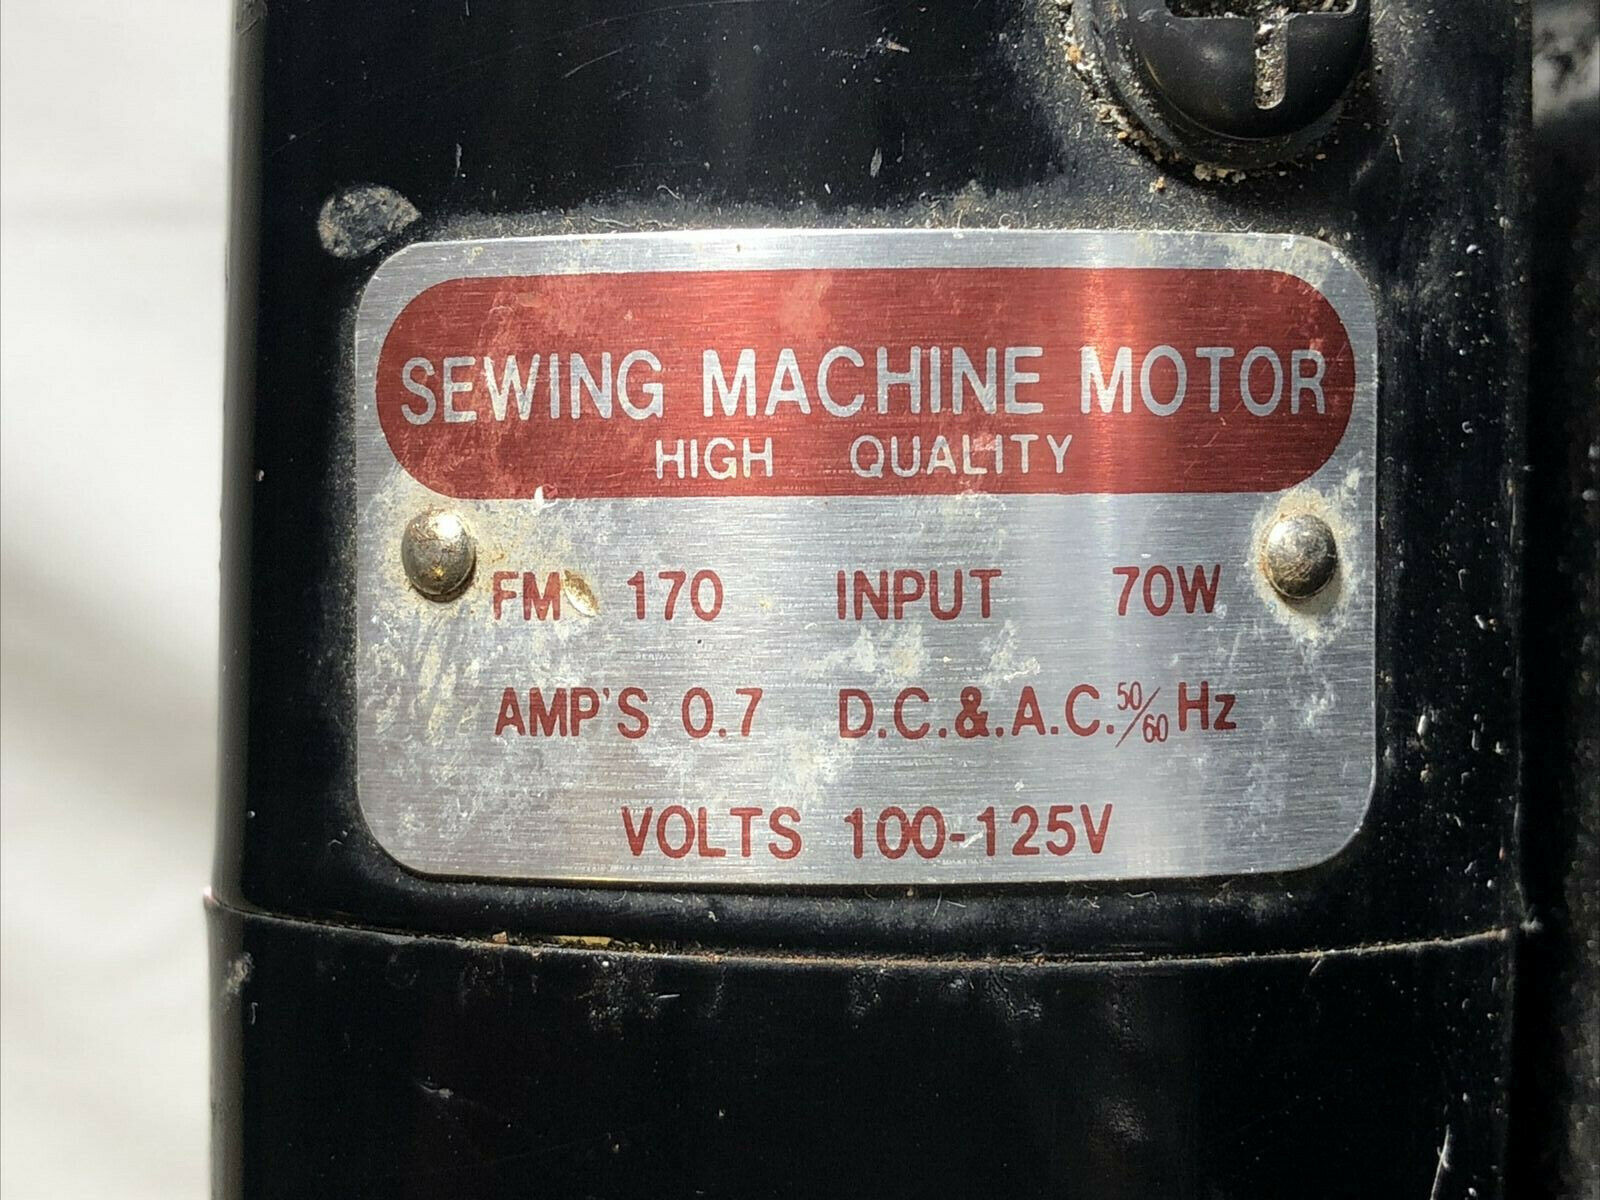 SEWING MACHINE MOTOR
HIGH QUALITY
FM 170 INPUT 70W
AMP'S 0.7 D.C.&.A.C. 50/60 Hz
VOLTS 100-125V